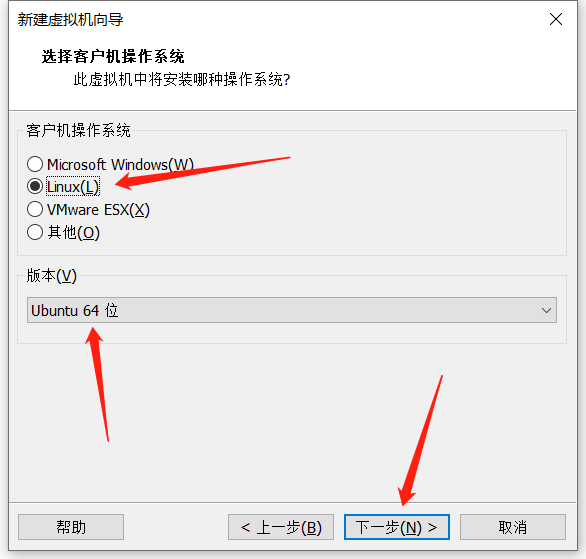 新建虚拟机向导
选择客户机操作系统
此虚拟机中将安装哪种操作系统?
客户机操作系统
Microsoft Windows(W)
Linux(L)
VMware ESX(X)
其他(O)
版本(V)
Ubuntu 64 位
帮助
< 上一步(B)
下一步(N) >
取消